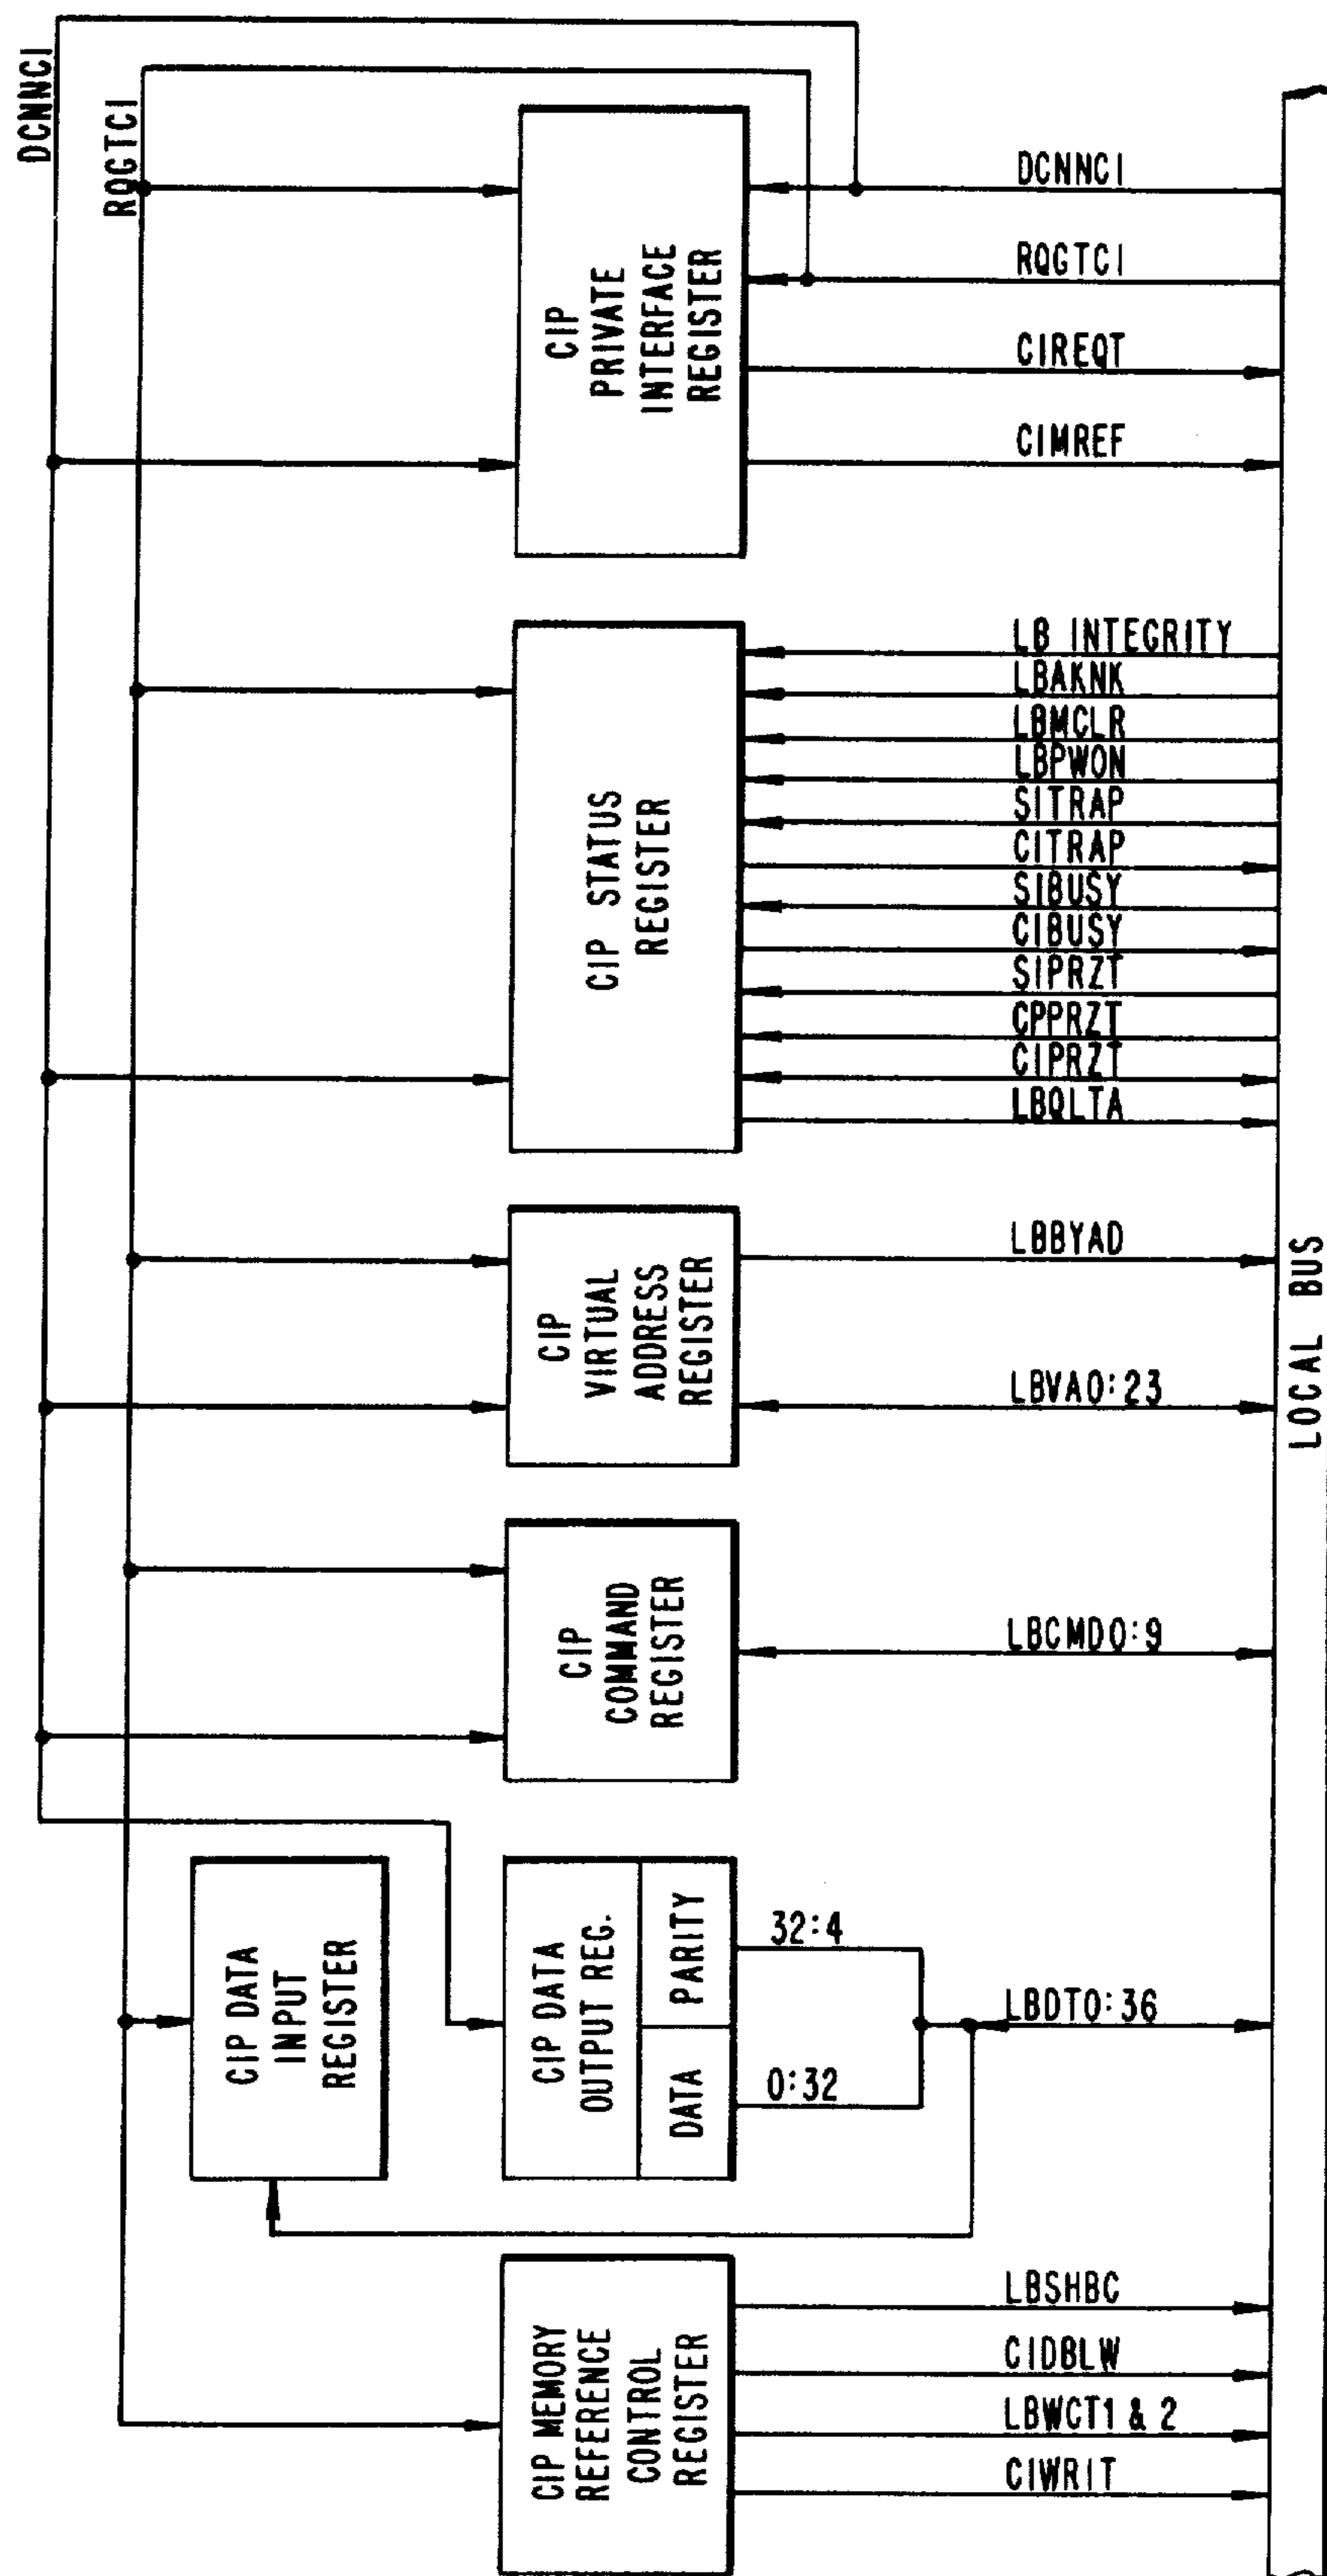 DCNNCI
RQGTCI
CIP
PRIVATE
INTERFACE
REGISTER
DCNNCI
RQGTCI
CIREQT
CIMREF
CIP STATUS
REGISTER
LB INTEGRITY
LBAKNK
LBMCLR
LBPWON
SITRAP
CITRAP
SIBUSY
CIBUSY
SIPRZT
CPPRZT
CIPRZT
LBQLTA
CIP
VIRTUAL
ADDRESS
REGISTER
LBBYAD
LBVA0:23
CIP
COMMAND
REGISTER
LBCMD0:9
CIP DATA
INPUT
REGISTER
CIP DATA
OUTPUT REG.
PARITY
DATA
32:4
0:32
LBDT0:36
CIP MEMORY
REFERENCE
CONTROL
REGISTER
LBSHBC
CIDBLW
LBWCT1 & 2
CIWRIT
LOCAL BUS